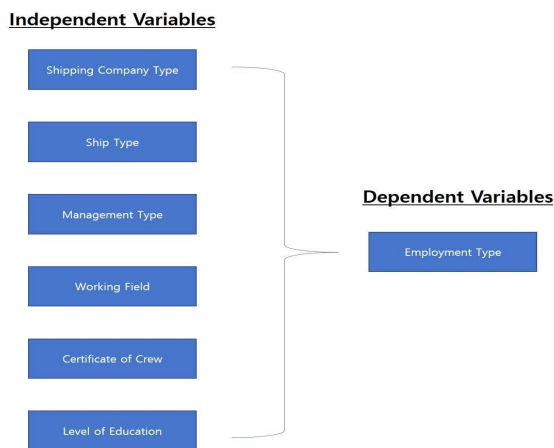 Independent Variables
Shipping Company Type
Ship Type
Management Type
Working Field
Certificate of Crew
Level of Education
Dependent Variables
Employment Type